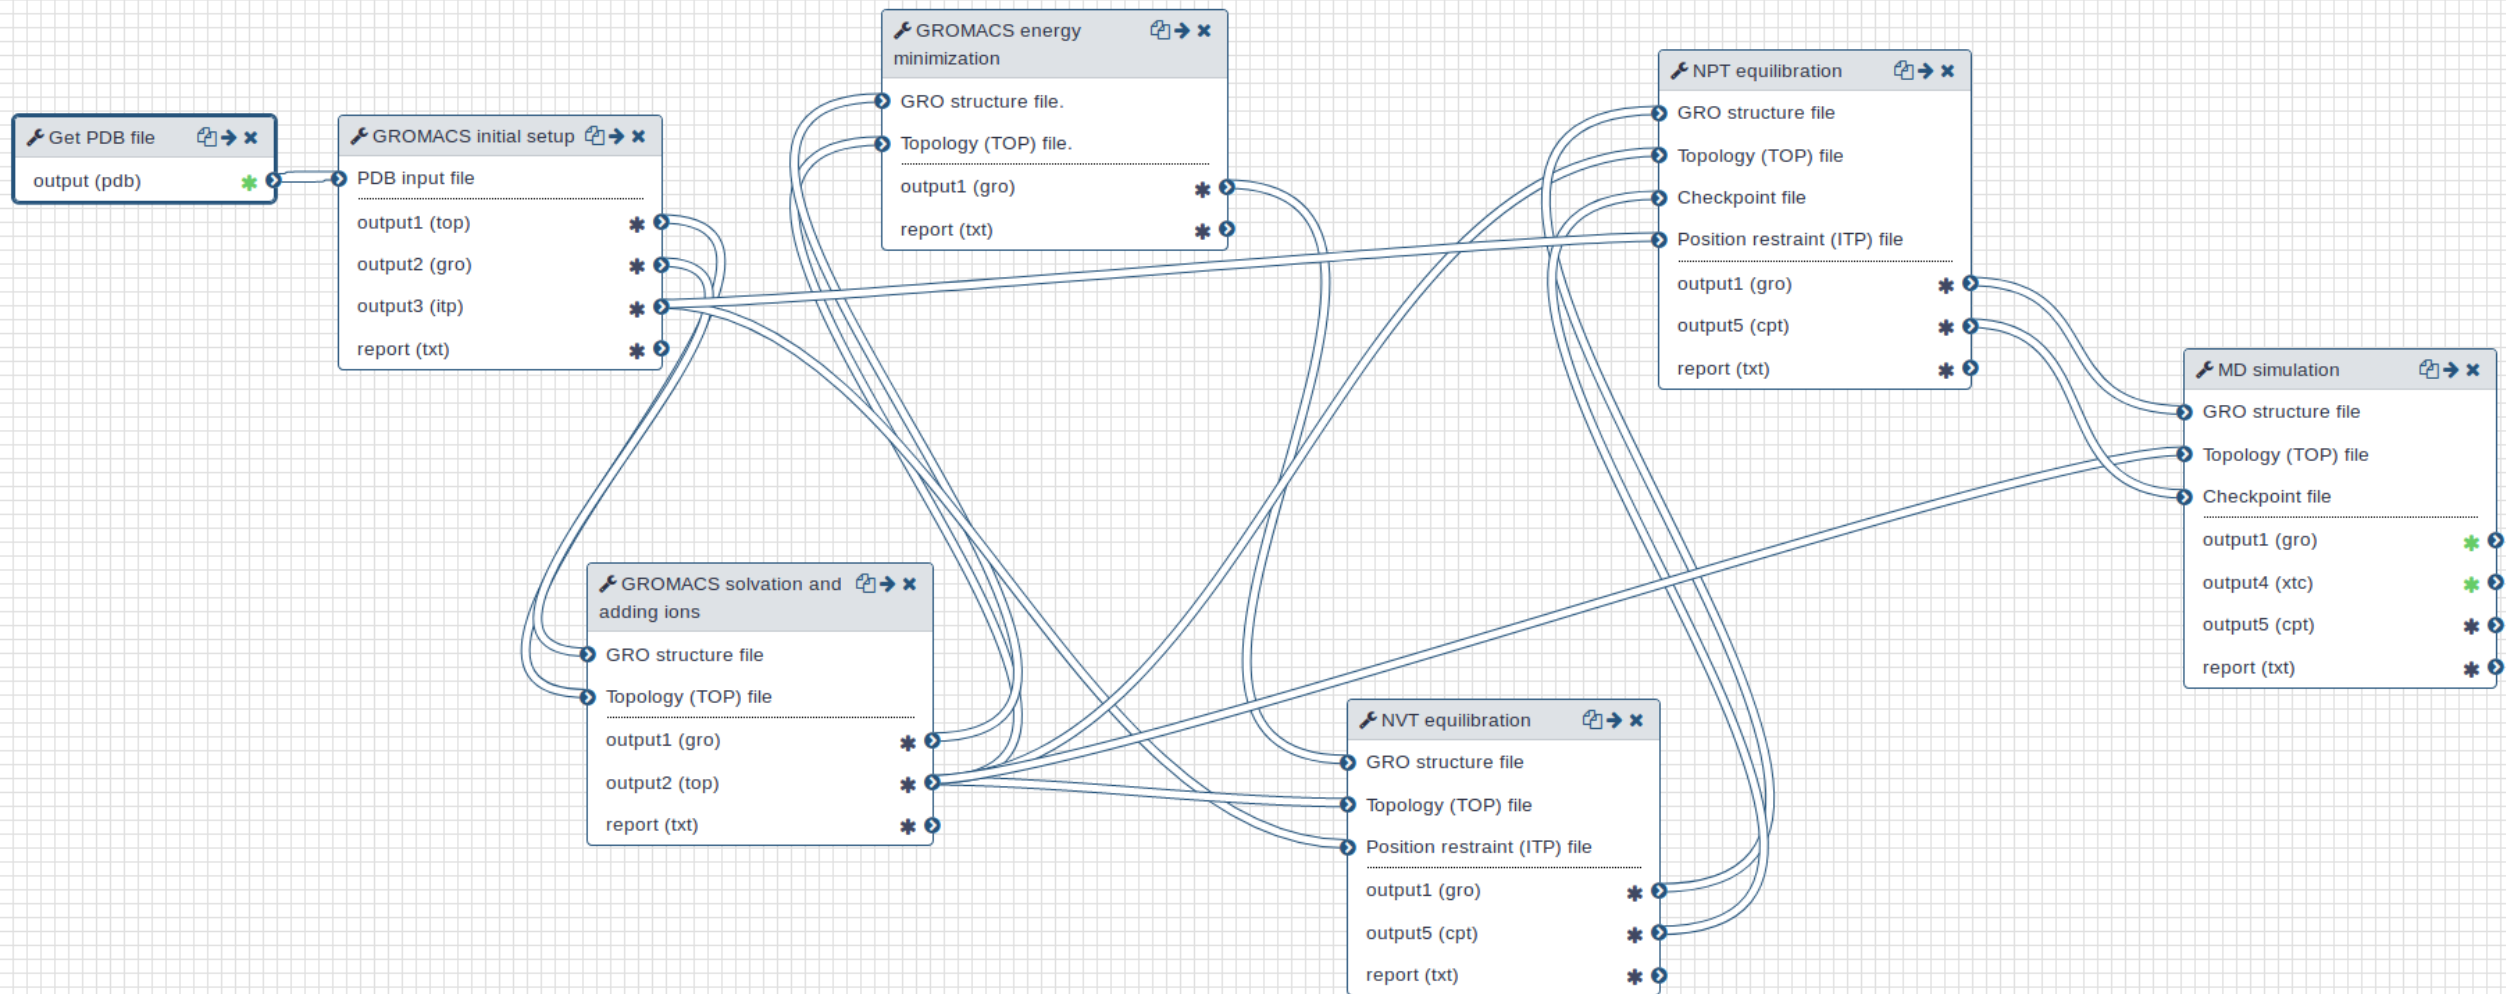 Get PDB file
output (pdb)
GROMACS initial setup
PDB input file
output1 (top)
output2 (gro)
output3 (itp)
report (txt)
GROMACS energy
minimization
GRO structure file.
Topology (TOP) file.
output1 (gro)
report (txt)
GROMACS solvation and
adding ions
GRO structure file
Topology (TOP) file
output1 (gro)
output2 (top)
report (txt)
NVT equilibration
GRO structure file
Topology (TOP) file
Position restraint (ITP) file
output1 (gro)
output5 (cpt)
report (txt)
NPT equilibration
GRO structure file
Topology (TOP) file
Checkpoint file
Position restraint (ITP) file
output1 (gro)
output5 (cpt)
report (txt)
MD simulation
GRO structure file
Topology (TOP) file
Checkpoint file
output1 (gro)
output4 (xtc)
output5 (cpt)
report (txt)